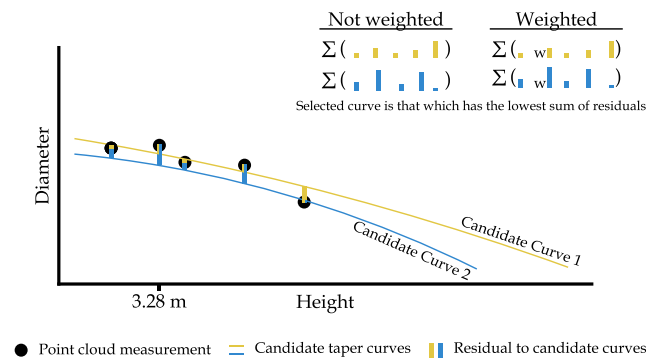 Not weighted
Weighted
Σ ( )
Σ ( w )
Σ ( )
Σ ( w )
Selected curve is that which has the lowest sum of residuals
Diameter
Candidate Curve 1
Candidate Curve 2
3.28 m
Height
Point cloud measurement
Candidate taper curves
Residual to candidate curves